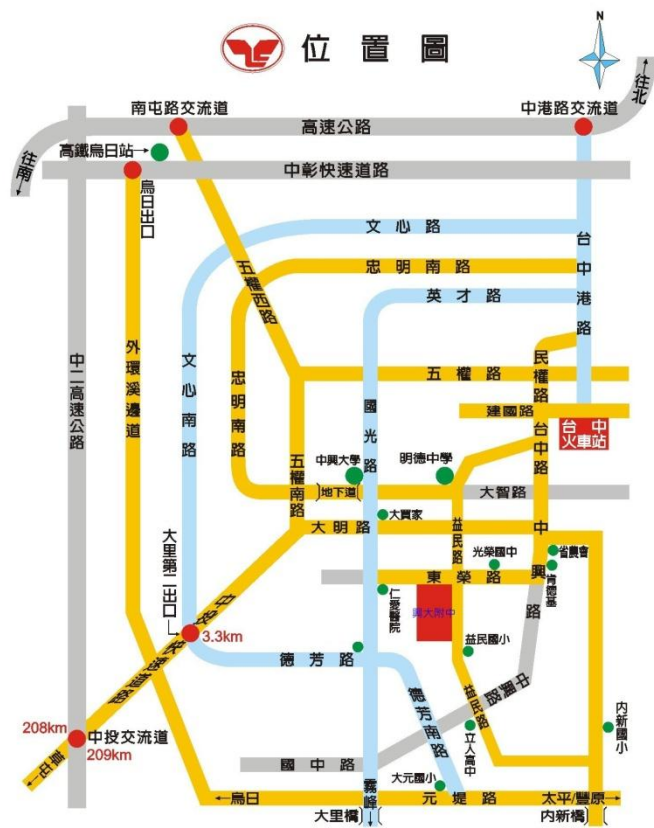 位置圖
N
往北
南屯路交流道
中港路交流道
高速公路
往南
高鐵烏日站
中彰快速道路
烏日出口
文心路
台中港路
忠明南路
英才路
五權西路
民權路
中二高速公路
外環溪邊道
文心南路
忠明南路
五權路
國光路
建國路
台中
火車站
台中路
五權南路
中興大學
明德中學
地下道
大智路
大買家
大明路
益民路
中興路
光榮國中
省農會
東榮路
肯德基
大里第二出口
仁愛醫院
興大附中
中投快速道路
3.3km
益民國小
德芳路
中興路
益民路
德芳南路
立人高中
內新國小
208km
中投交流道
209km
草屯
國中路
大元國小
烏日
霧峰
元堤路
太平/豐原
大里橋
內新橋